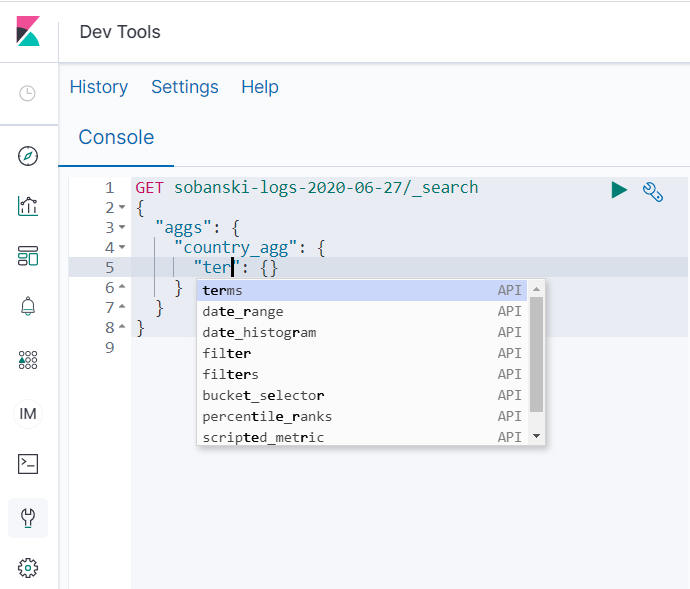 Dev Tools
History Settings Help
Console
1 GET sobanski-logs-2020-06-27/_search
2 {
3 "aggs": {
4 "country_agg": {
5 "ter": {}
6 }
7 }
8 }
9
terms API
date_range API
date_histogram API
filter API
filters API
bucket_selector API
percentile_ranks API
scripted_metric API
IM